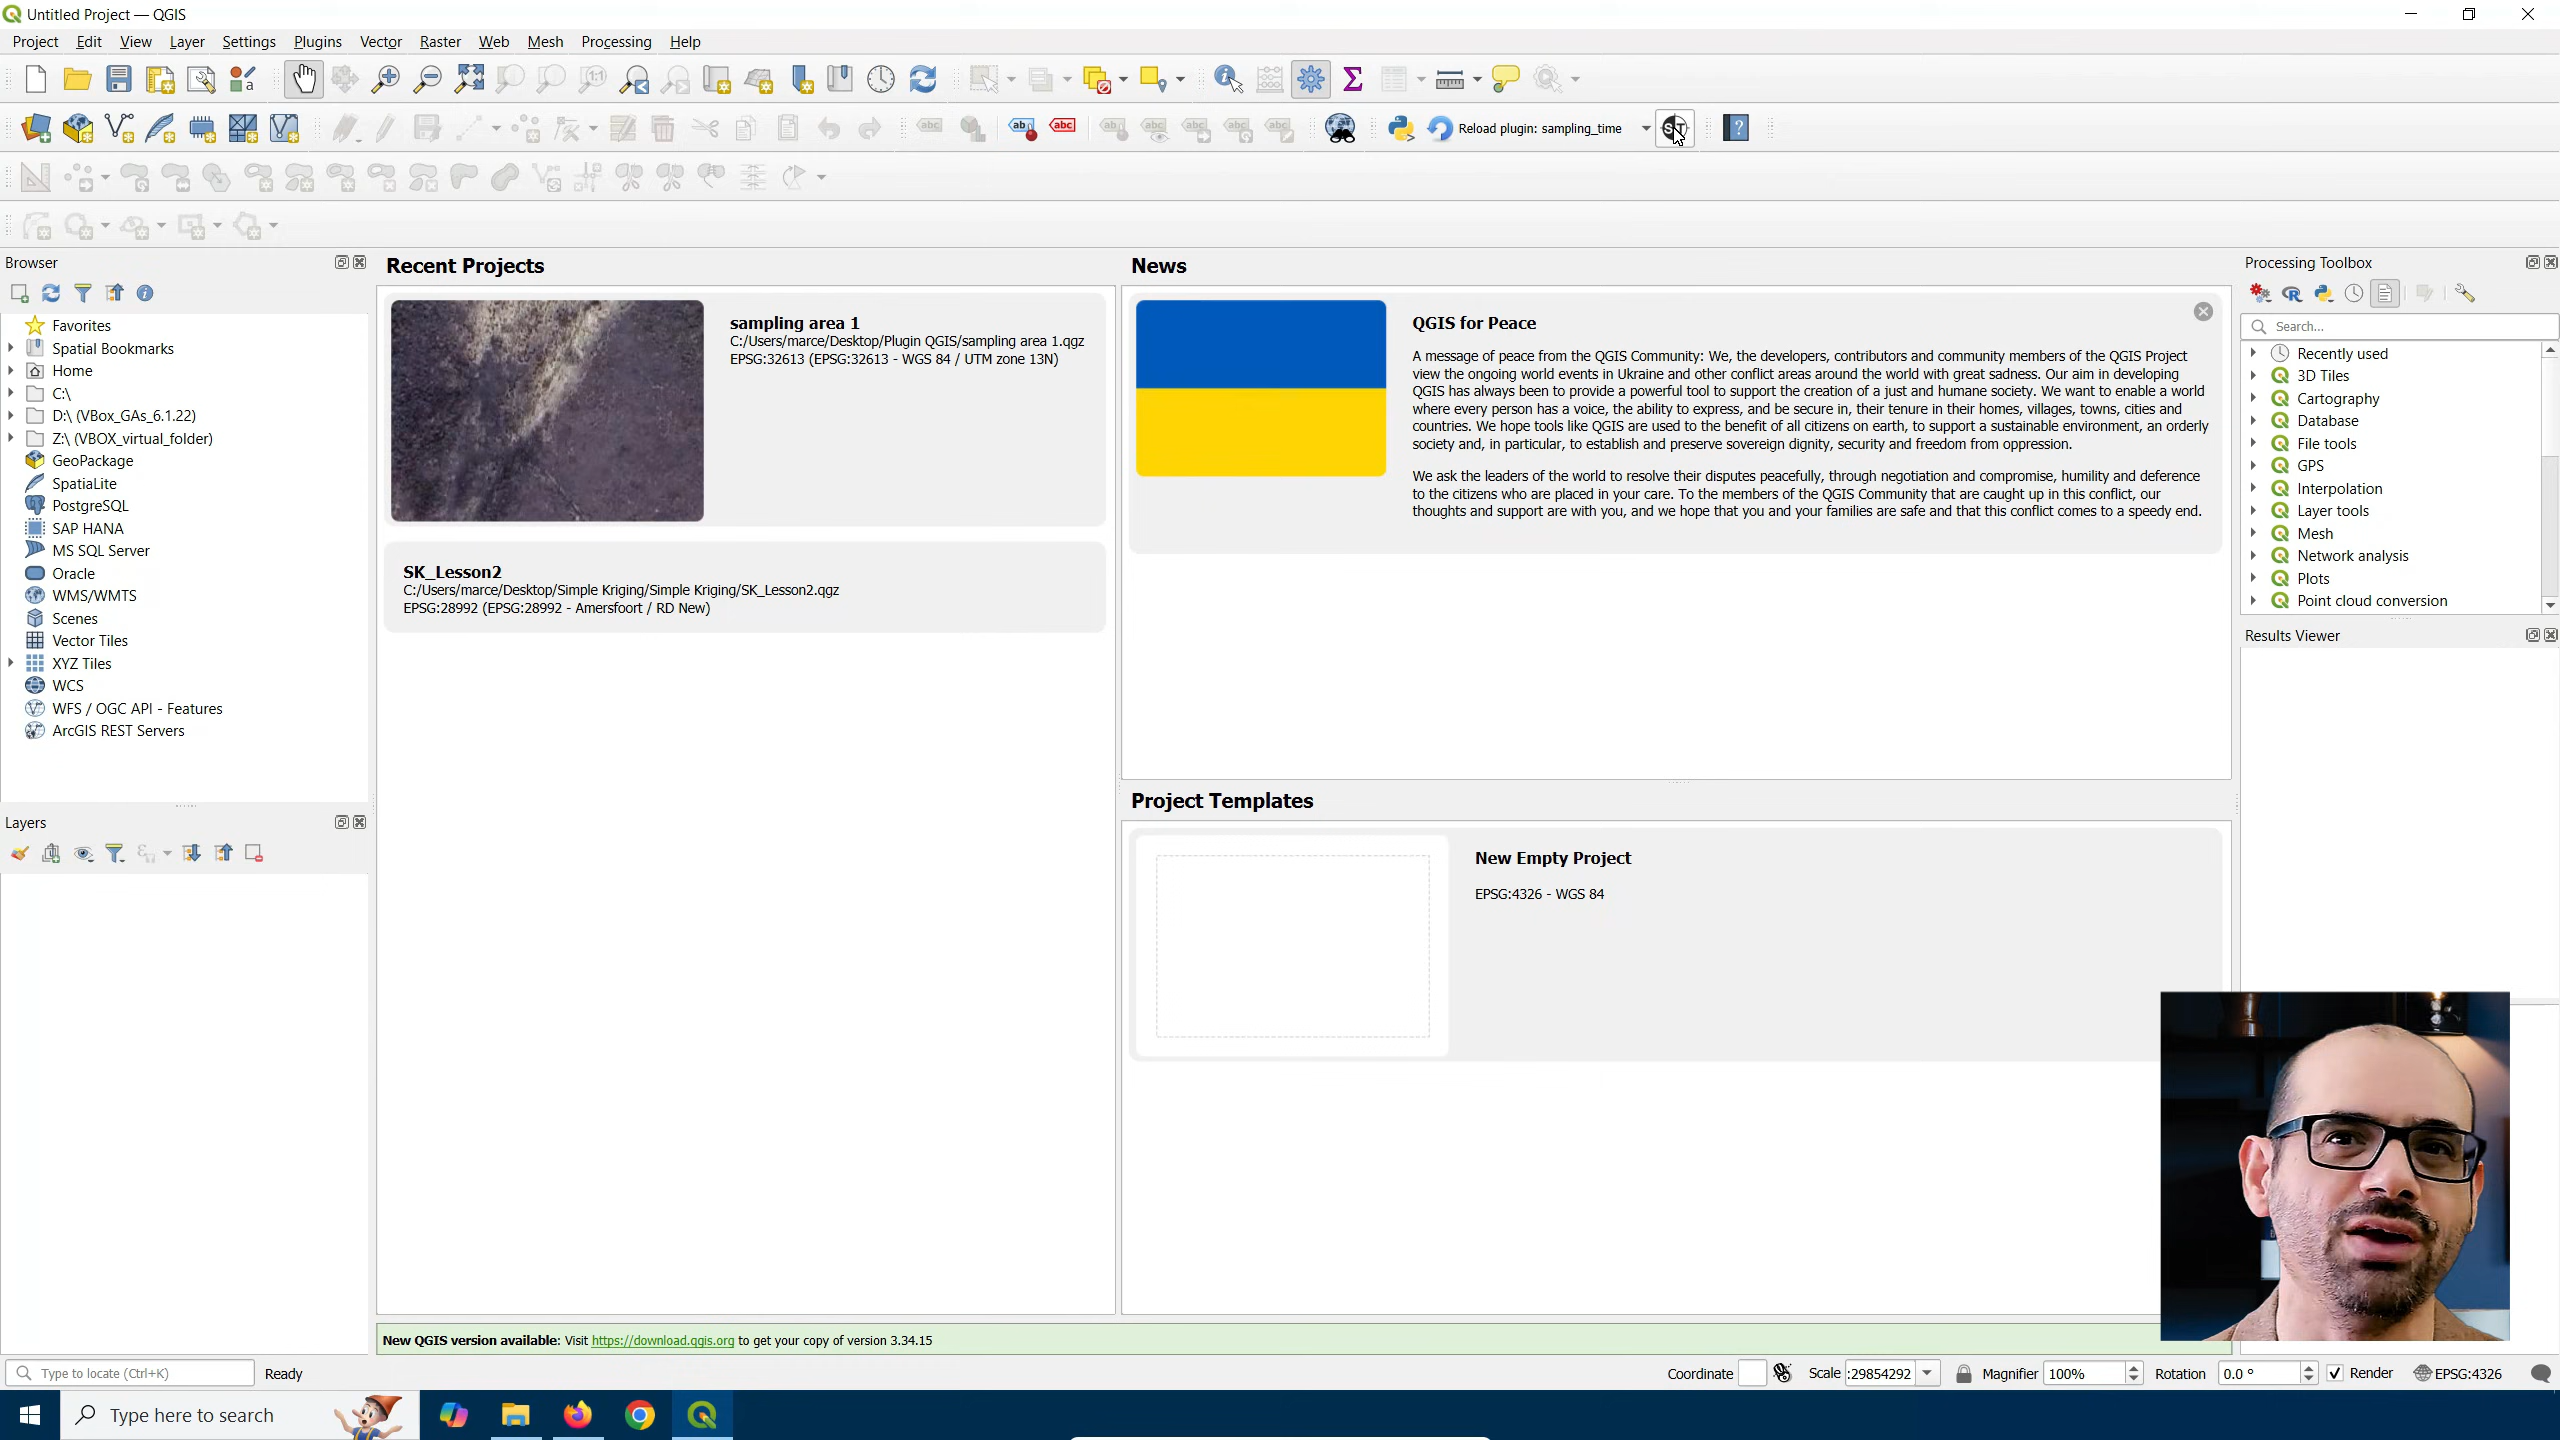 Untitled Project — QGIS
Project Edit View Layer Settings Plugins Vector Raster Web Mesh Processing Help
Reload plugin: sampling_time
Browser
Favorites
Spatial Bookmarks
Home
C:\
D:\ (VBox_GAs_6.1.22)
Z:\ (VBOX_virtual_folder)
GeoPackage
SpatiaLite
PostgreSQL
SAP HANA
MS SQL Server
Oracle
WMS/WMTS
Scenes
Vector Tiles
XYZ Tiles
WCS
WFS / OGC API - Features
ArcGIS REST Servers
Layers
Recent Projects
sampling area 1
C:/Users/marce/Desktop/Plugin QGIS/sampling area 1.qgz
EPSG:32613 (EPSG:32613 - WGS 84 / UTM zone 13N)
SK_Lesson2
C:/Users/marce/Desktop/Simple Kriging/Simple Kriging/SK_Lesson2.qgz
EPSG:28992 (EPSG:28992 - Amersfoort / RD New)
News
QGIS for Peace
A message of peace from the QGIS Community: We, the developers, contributors and community members of the QGIS Project
view the ongoing world events in Ukraine and other conflict areas around the world with great sadness. Our aim in developing
QGIS has always been to provide a powerful tool to support the creation of a just and humane society. We want to enable a world
where every person has a voice, the ability to express, and be secure in, their tenure in their homes, villages, towns, cities and
countries. We hope tools like QGIS are used to the benefit of all citizens on earth, to support a sustainable environment, an orderly
society and, in particular, to establish and preserve sovereign dignity, security and freedom from oppression.
We ask the leaders of the world to resolve their disputes peacefully, through negotiation and compromise, humility and deference
to the citizens who are placed in your care. To the members of the QGIS Community that are caught up in this conflict, our
thoughts and support are with you, and we hope that you and your families are safe and that this conflict comes to a speedy end.
Project Templates
New Empty Project
EPSG:4326 - WGS 84
Processing Toolbox
Search...
Recently used
3D Tiles
Cartography
Database
File tools
GPS
Interpolation
Layer tools
Mesh
Network analysis
Plots
Point cloud conversion
Results Viewer
New QGIS version available: Visit https://download.qgis.org to get your copy of version 3.34.15
Type to locate (Ctrl+K) Ready Coordinate Scale :29854292 Magnifier 100% Rotation 0.0 ° Render EPSG:4326
Type here to search